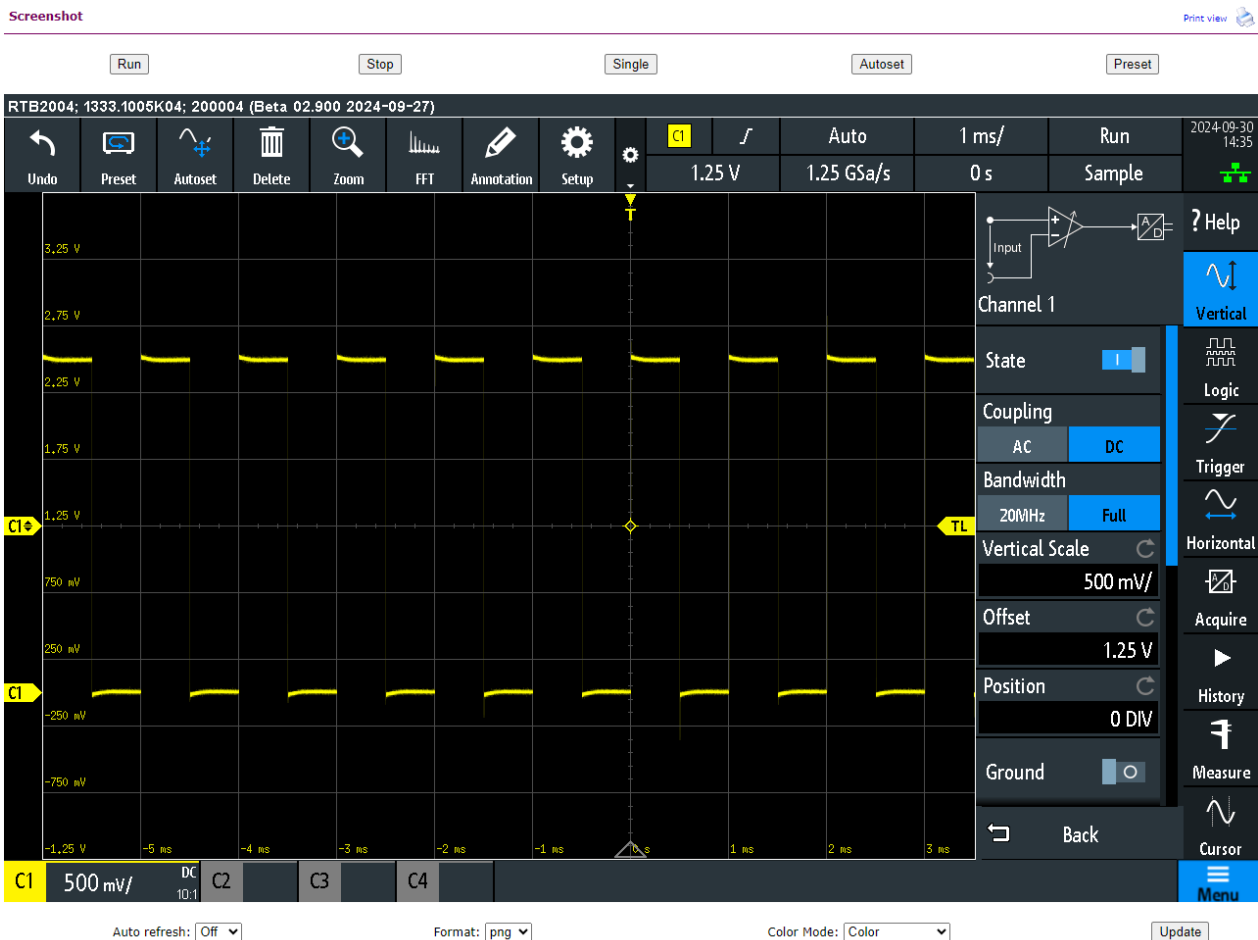 Screenshot
Print view
Run Stop Single Autoset Preset
RTB2004; 1333.1005K04; 200004 (Beta 02.900 2024-09-27)
Undo Preset Autoset Delete Zoom FFT Annotation Setup
C1 Auto 1 ms/ Run
1.25 V 1.25 GSa/s 0 s Sample
2024-09-30
14:35
T
3,25 V
2,75 V
2,25 V
1,75 V
1,25 V
750 mV
250 mV
-250 mV
-750 mV
-1,25 V
C1
TL
C1
-5 ms -4 ms -3 ms -2 ms -1 ms 0 s 1 ms 2 ms 3 ms
Input
A
D
Channel 1
State
Coupling
AC DC
Bandwidth
20MHz Full
Vertical Scale
500 mV/
Offset
1.25 V
Position
0 DIV
Ground
Back
? Help
Vertical
Logic
Trigger
Horizontal
A
D
Acquire
History
Measure
Cursor
Menu
C1 500 mV/ DC
10:1
C2 C3 C4
Auto refresh: Off Format: png Color Mode: Color Update